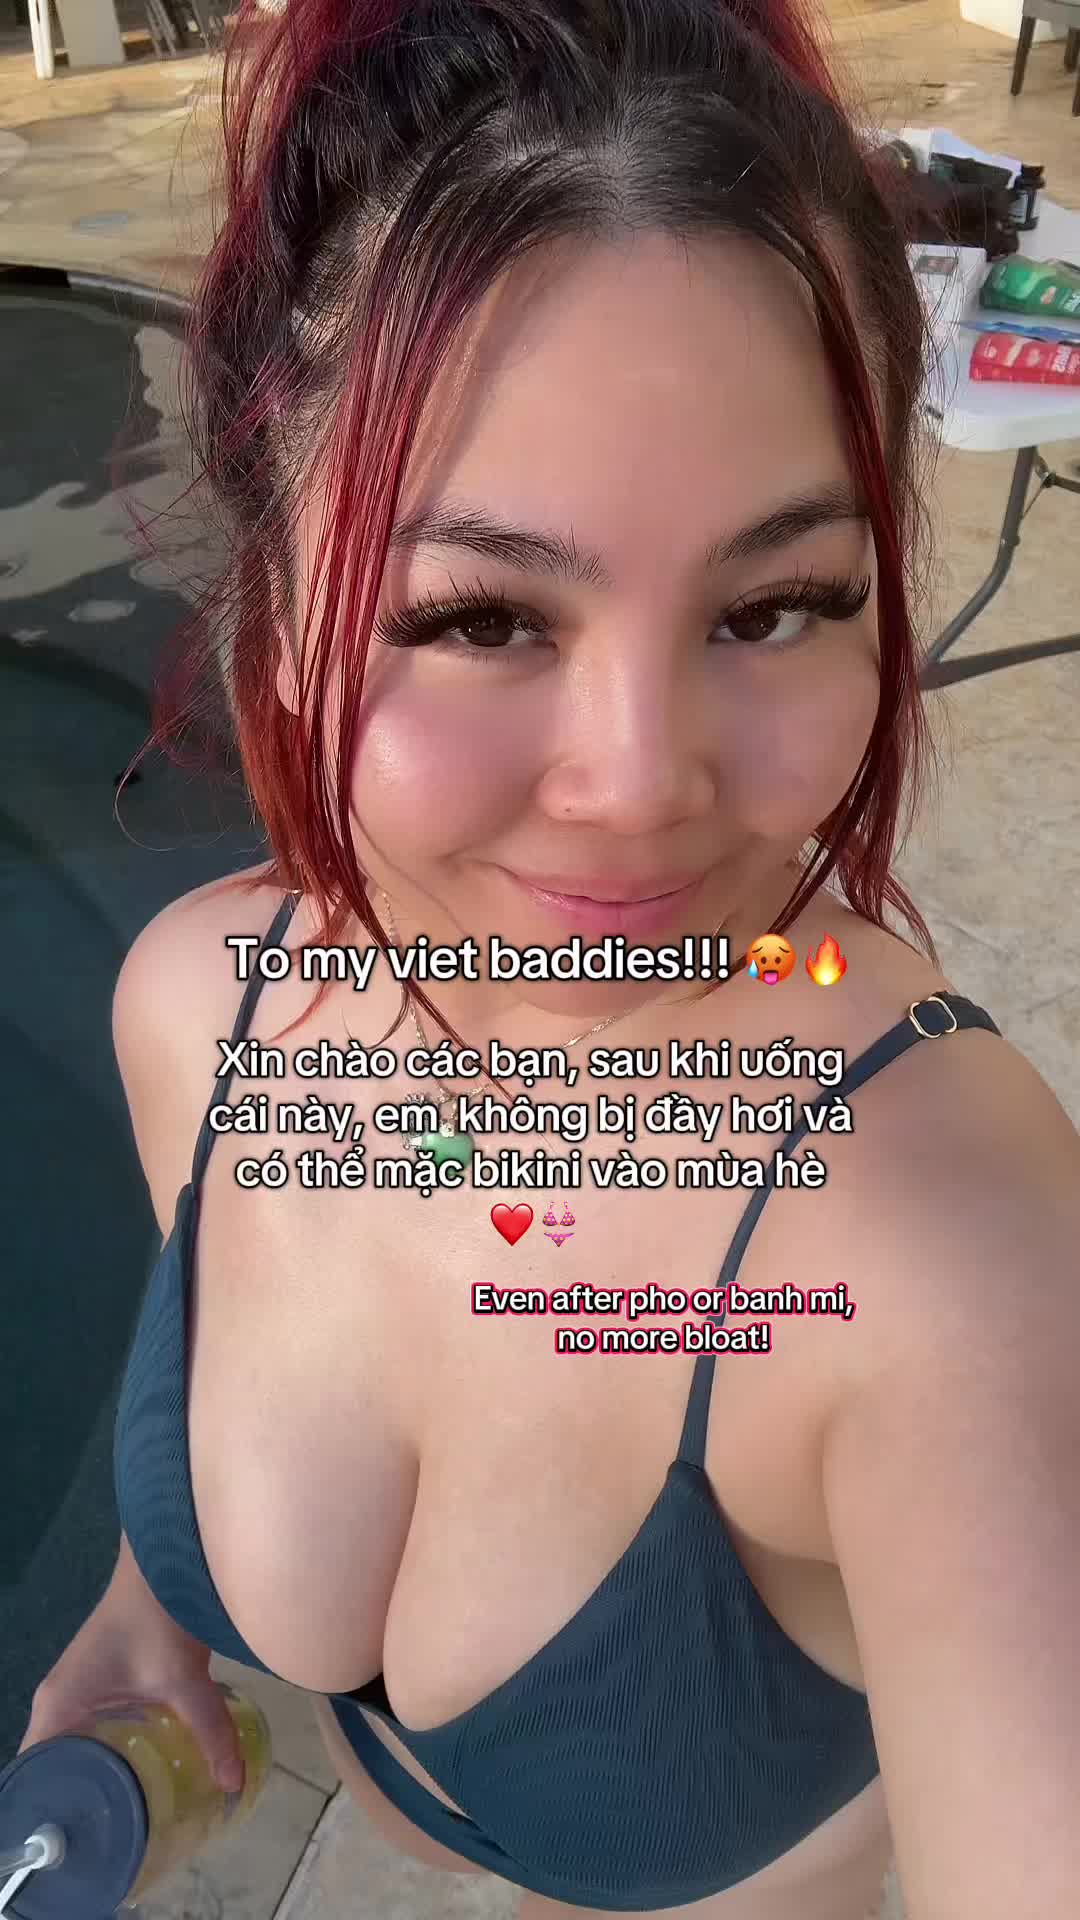 To my viet baddies!!! 🥵🔥
Xin chào các bạn, sau khi uống
cái này, em không bị đầy hơi và
có thể mặc bikini vào mùa hè
❤️👙
Even after pho or banh mi,
no more bloat!